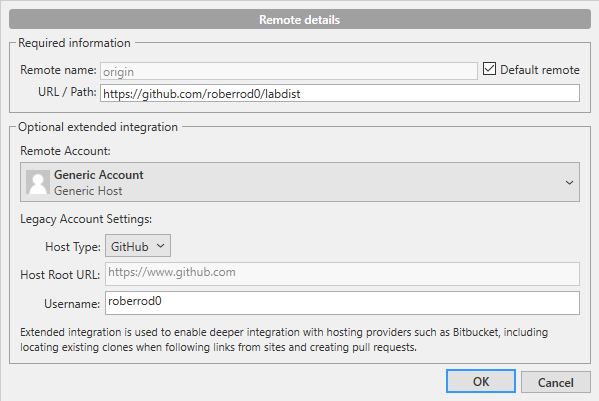 Remote details
Required information
Remote name: origin Default remote
URL / Path: https://github.com/roberrod0/labdist
Optional extended integration
Remote Account:
Generic Account
Generic Host
Legacy Account Settings:
Host Type: GitHub
Host Root URL: https://www.github.com
Username: roberrod0
Extended integration is used to enable deeper integration with hosting providers such as Bitbucket, including
locating existing clones when following links from sites and creating pull requests.
OK Cancel